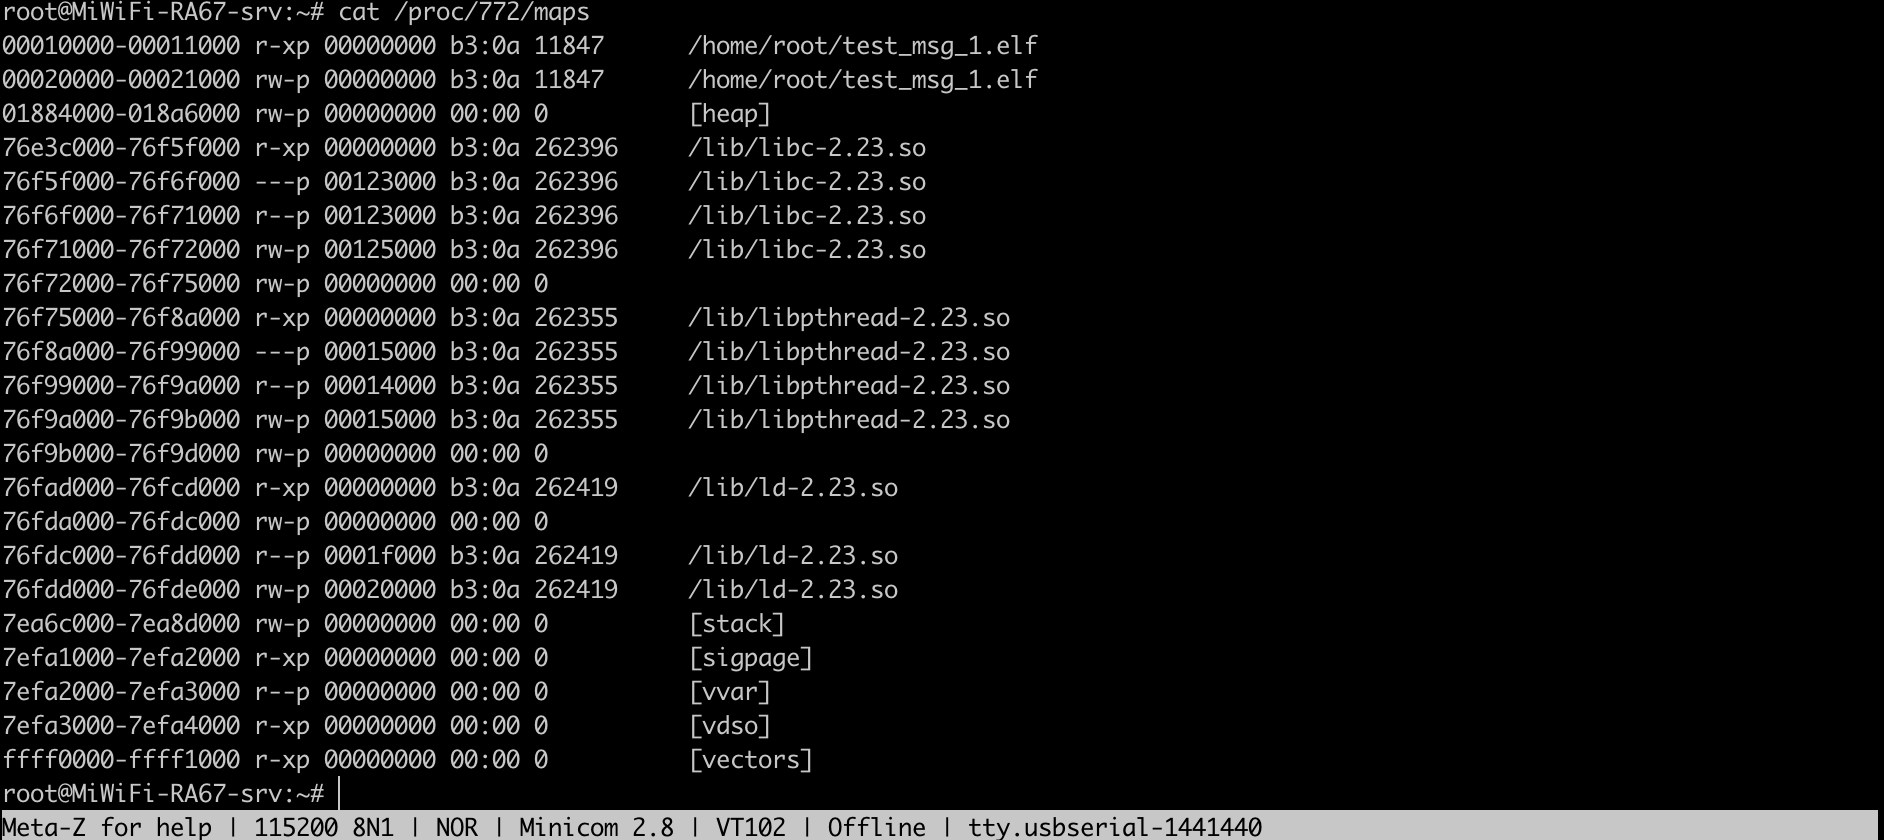 root@MiWiFi-RA67-srv:~# cat /proc/772/maps
00010000-00011000 r-xp 00000000 b3:0a 11847      /home/root/test_msg_1.elf
00020000-00021000 rw-p 00000000 b3:0a 11847      /home/root/test_msg_1.elf
01884000-018a6000 rw-p 00000000 00:00 0          [heap]
76e3c000-76f5f000 r-xp 00000000 b3:0a 262396     /lib/libc-2.23.so
76f5f000-76f6f000 ---p 00123000 b3:0a 262396     /lib/libc-2.23.so
76f6f000-76f71000 r--p 00123000 b3:0a 262396     /lib/libc-2.23.so
76f71000-76f72000 rw-p 00125000 b3:0a 262396     /lib/libc-2.23.so
76f72000-76f75000 rw-p 00000000 00:00 0
76f75000-76f8a000 r-xp 00000000 b3:0a 262355     /lib/libpthread-2.23.so
76f8a000-76f99000 ---p 00015000 b3:0a 262355     /lib/libpthread-2.23.so
76f99000-76f9a000 r--p 00014000 b3:0a 262355     /lib/libpthread-2.23.so
76f9a000-76f9b000 rw-p 00015000 b3:0a 262355     /lib/libpthread-2.23.so
76f9b000-76f9d000 rw-p 00000000 00:00 0
76fad000-76fcd000 r-xp 00000000 b3:0a 262419     /lib/ld-2.23.so
76fda000-76fdc000 rw-p 00000000 00:00 0
76fdc000-76fdd000 r--p 0001f000 b3:0a 262419     /lib/ld-2.23.so
76fdd000-76fde000 rw-p 00020000 b3:0a 262419     /lib/ld-2.23.so
7ea6c000-7ea8d000 rw-p 00000000 00:00 0          [stack]
7efa1000-7efa2000 r-xp 00000000 00:00 0          [sigpage]
7efa2000-7efa3000 r--p 00000000 00:00 0          [vvar]
7efa3000-7efa4000 r-xp 00000000 00:00 0          [vdso]
ffff0000-ffff1000 r-xp 00000000 00:00 0          [vectors]
root@MiWiFi-RA67-srv:~#
Meta-Z for help | 115200 8N1 | NOR | Minicom 2.8 | VT102 | Offline | tty.usbserial-1441440